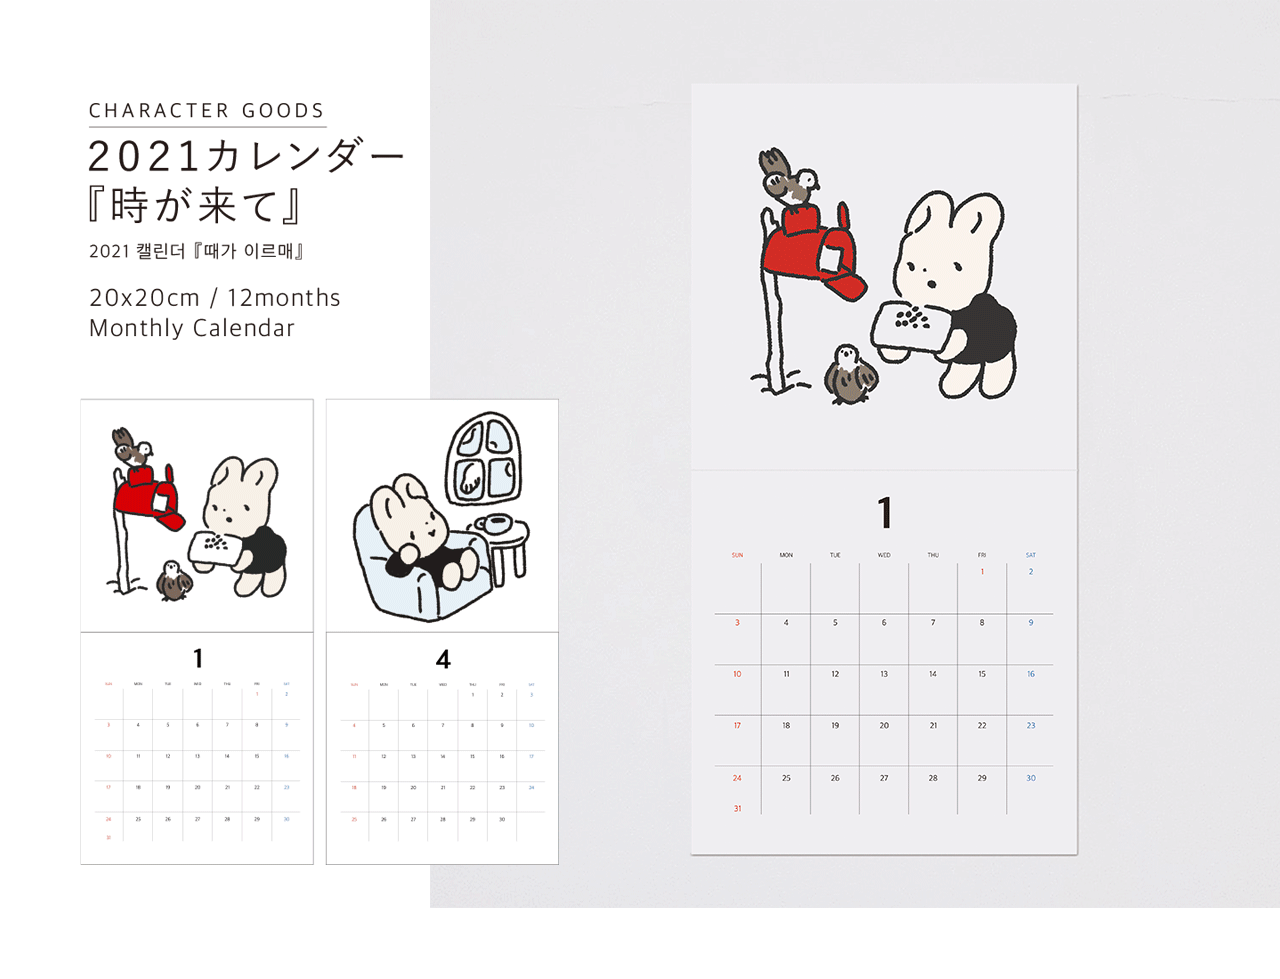 CHARACTER GOODS
2021カレンダー
『時が来て』
2021 캘린더 『때가 이르매』
20x20cm / 12months
Monthly Calendar
1
SUN MON TUE WED THU FRI SAT
1 2
3 4 5 6 7 8 9
10 11 12 13 14 15 16
17 18 19 20 21 22 23
24 25 26 27 28 29 30
31
4
SUN MON TUE WED THU FRI SAT
1 2 3
4 5 6 7 8 9 10
11 12 13 14 15 16 17
18 19 20 21 22 23 24
25 26 27 28 29 30
1
SUN MON TUE WED THU FRI SAT
1 2
3 4 5 6 7 8 9
10 11 12 13 14 15 16
17 18 19 20 21 22 23
24 25 26 27 28 29 30
31